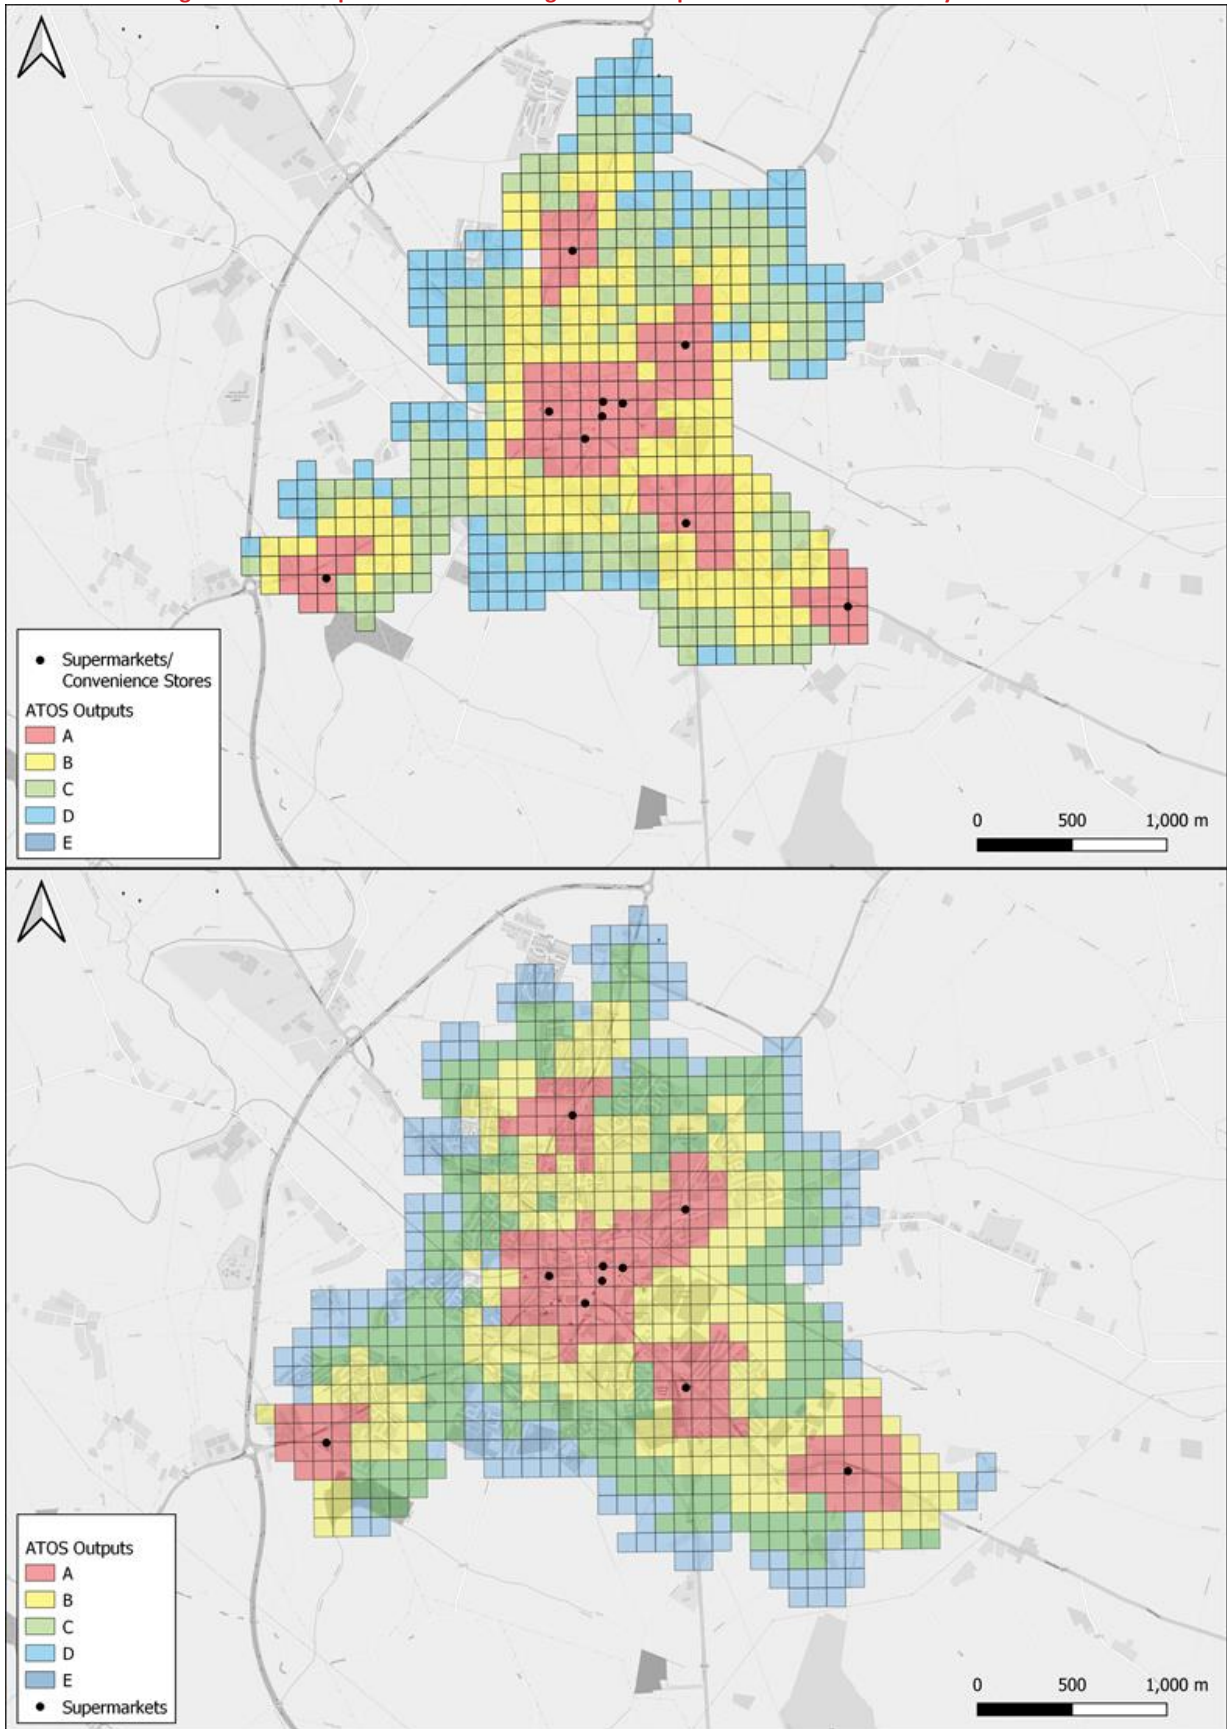 Supermarkets/
Convenience Stores
ATOS Outputs
A
B
C
D
E
0 500 1,000 m
ATOS Outputs
A
B
C
D
E
Supermarkets
0 500 1,000 m